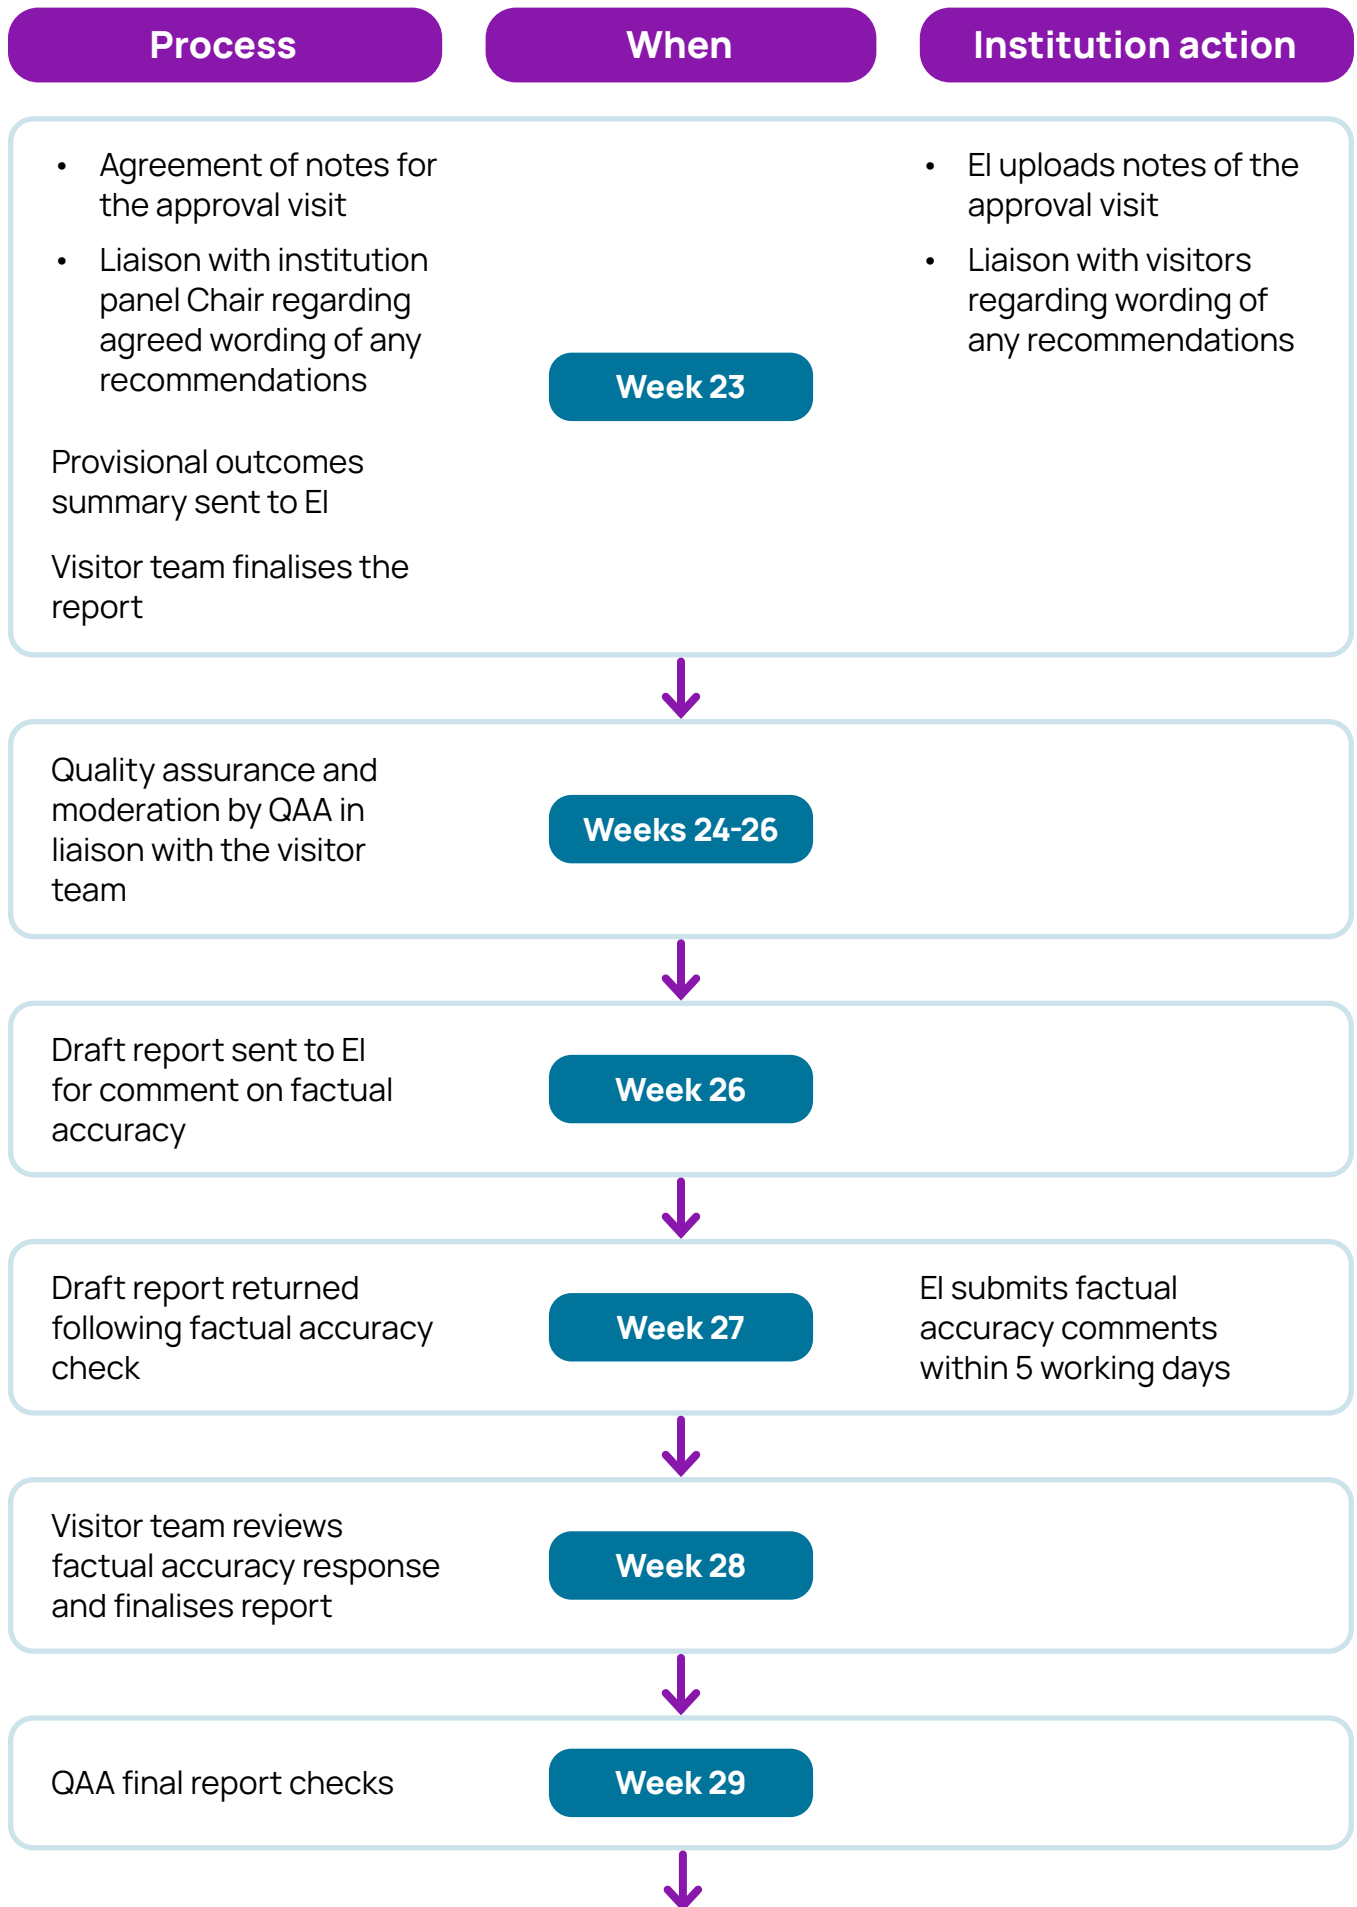 Process
When
Institution action
• Agreement of notes for
the approval visit
• Liaison with institution
panel Chair regarding
agreed wording of any
recommendations
Provisional outcomes
summary sent to EI
Visitor team finalises the
report
Week 23
• EI uploads notes of the
approval visit
• Liaison with visitors
regarding wording of
any recommendations
Quality assurance and
moderation by QAA in
liaison with the visitor
team
Weeks 24-26
Draft report sent to EI
for comment on factual
accuracy
Week 26
Draft report returned
following factual accuracy
check
Week 27
EI submits factual
accuracy comments
within 5 working days
Visitor team reviews
factual accuracy response
and finalises report
Week 28
QAA final report checks
Week 29